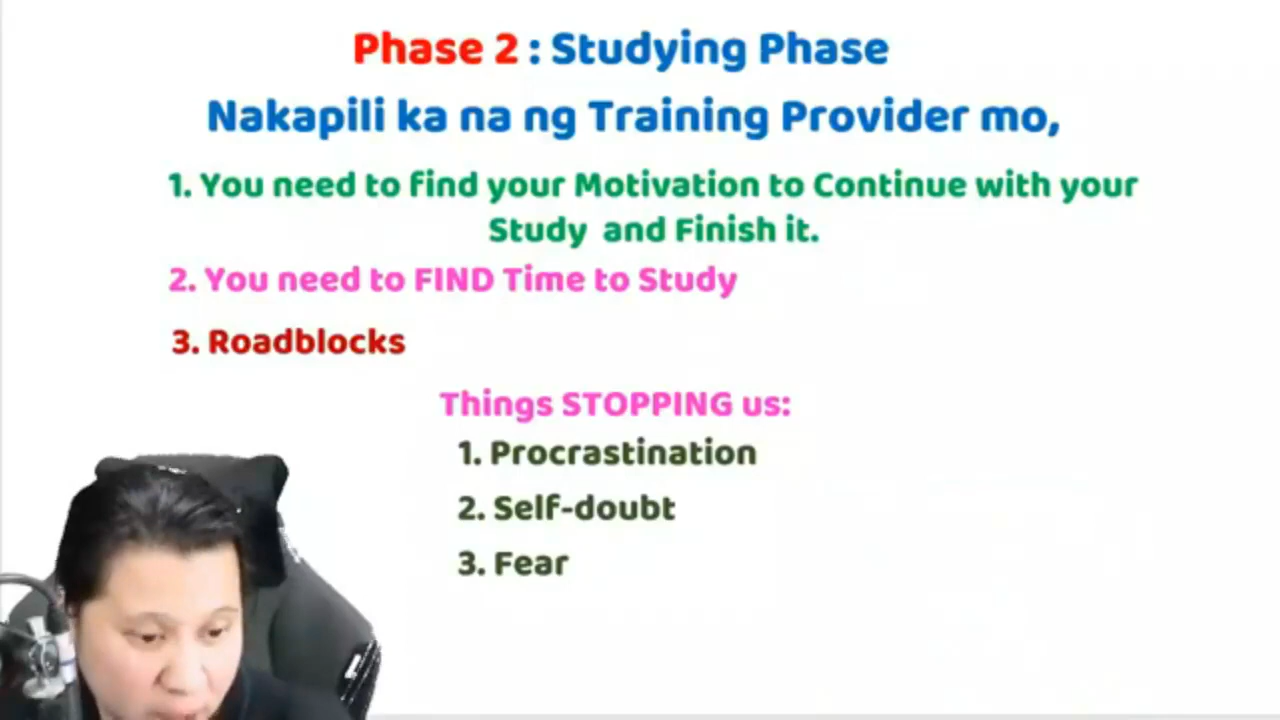 Phase 2 : Studying Phase
Nakapili ka na ng Training Provider mo,
1. You need to find your Motivation to Continue with your
Study and Finish it.
2. You need to FIND Time to Study
3. Roadblocks
Things STOPPING us:
1. Procrastination
2. Self-doubt
3. Fear